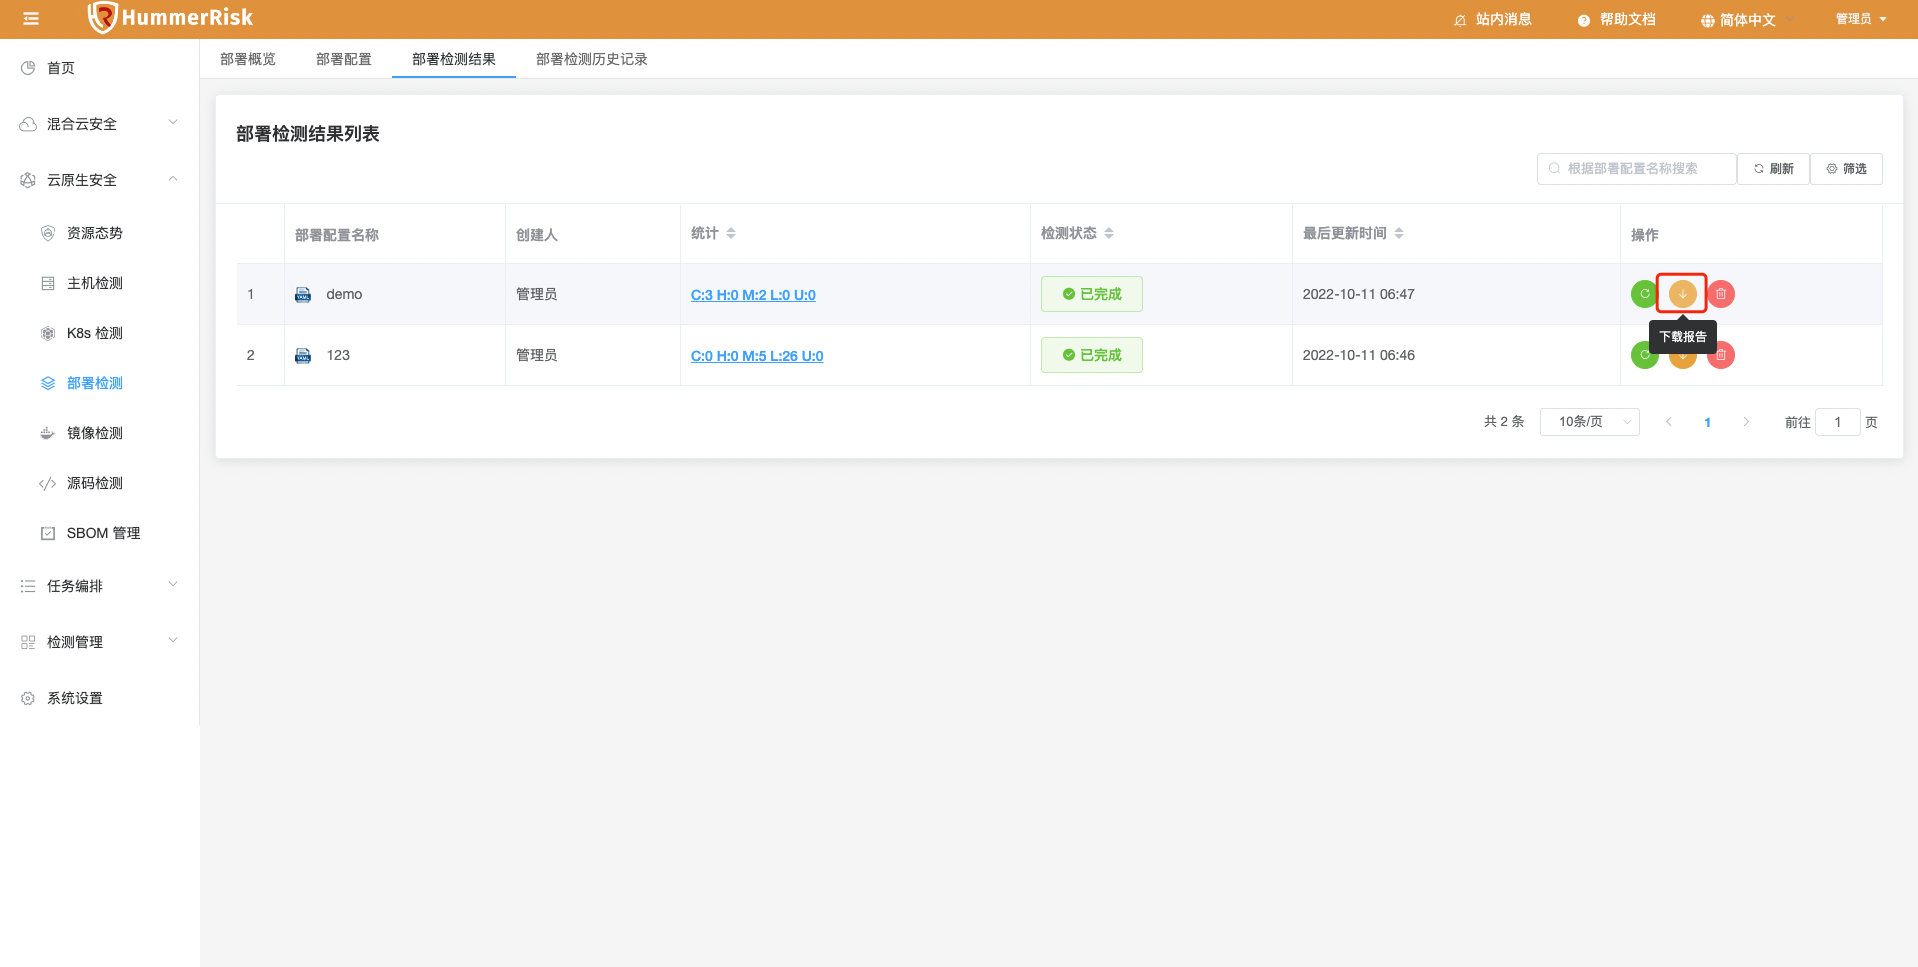 HummerRisk
站内消息
帮助文档
简体中文
管理员
首页
混合云安全
云原生安全
资源态势
主机检测
K8s 检测
部署检测
镜像检测
源码检测
SBOM 管理
任务编排
检测管理
系统设置
部署概览 部署配置 部署检测结果 部署检测历史记录
部署检测结果列表
根据部署配置名称搜索 刷新 筛选
部署配置名称 创建人 统计 检测状态 最后更新时间 操作
1 YAML demo 管理员 C:3 H:0 M:2 L:0 U:0 已完成 2022-10-11 06:47
下载报告
2 YAML 123 管理员 C:0 H:0 M:5 L:26 U:0 已完成 2022-10-11 06:46
共 2 条 10条/页 1 前往 1 页